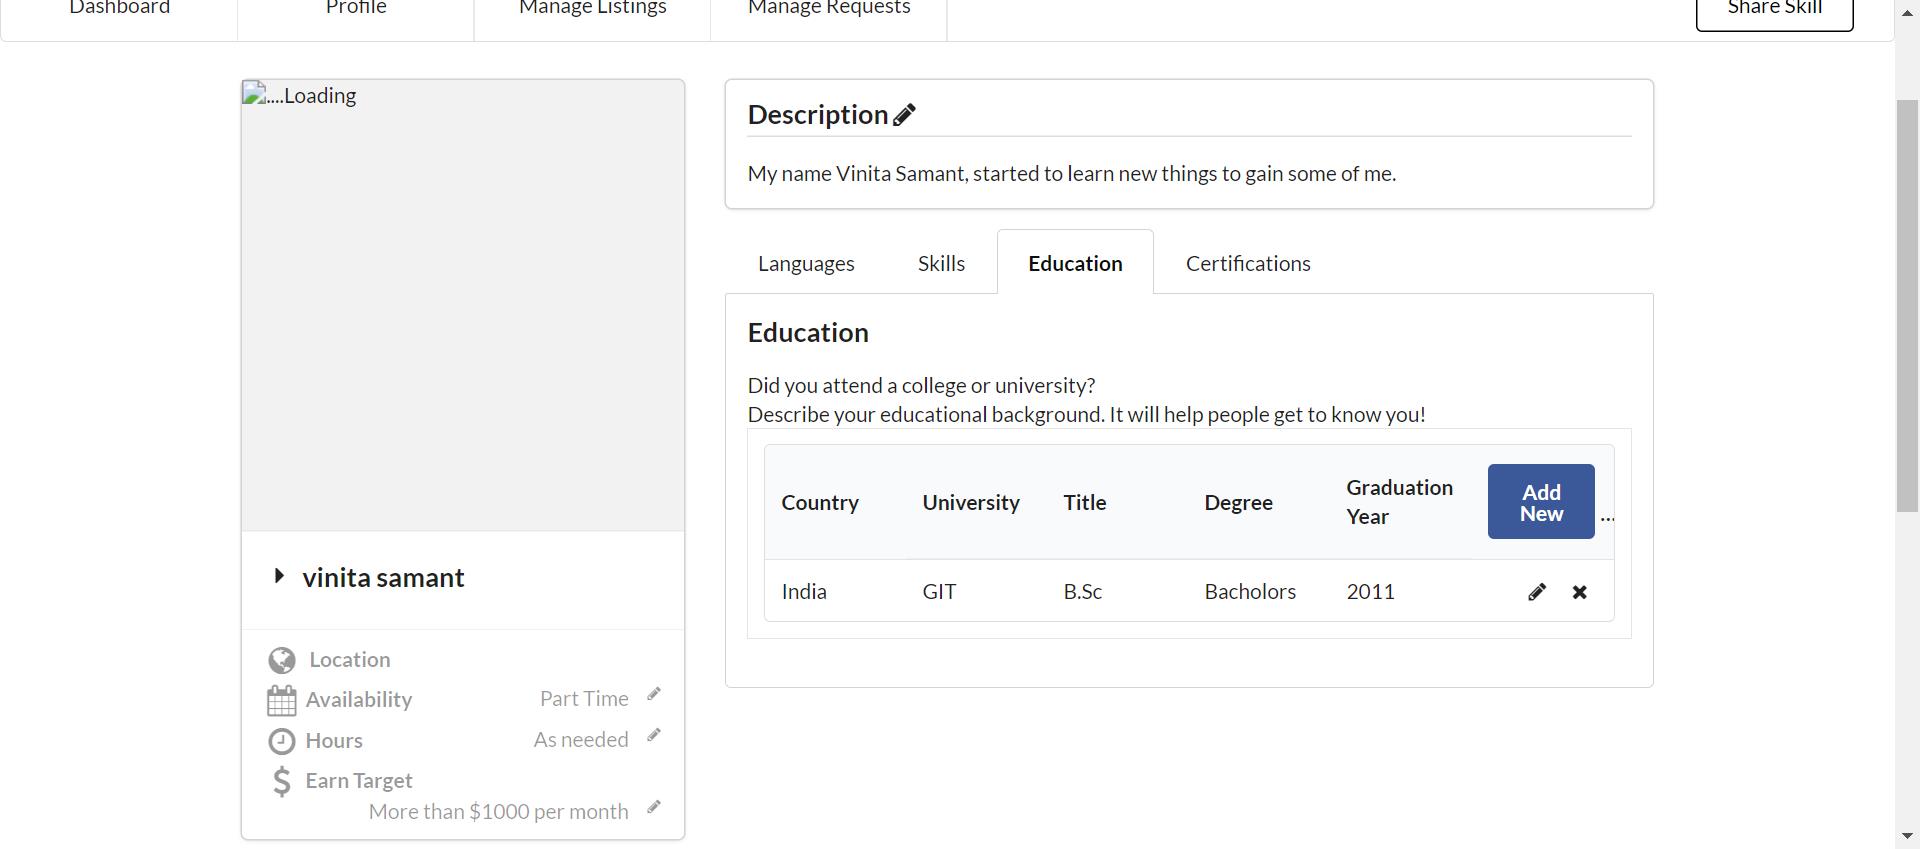 Dashboard
Profile
Manage Listings
Manage Requests
Share Skill
....Loading
vinita samant
Location
Availability
Part Time
Hours
As needed
Earn Target
More than $1000 per month
Description
My name Vinita Samant, started to learn new things to gain some of me.
Languages
Skills
Education
Certifications
Education
Did you attend a college or university?
Describe your educational background. It will help people get to know you!
Country
University
Title
Degree
Graduation
Year
Add
New
...
India
GIT
B.Sc
Bacholors
2011